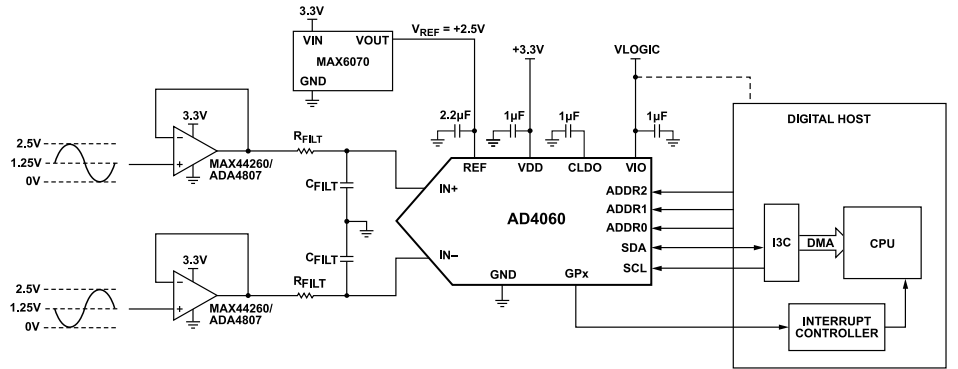 3.3V
VIN
VOUT
MAX6070
GND
VREF = +2.5V
+3.3V
VLOGIC
2.2µF
1µF
1µF
1µF
DIGITAL HOST
REF
VDD
CLDO
VIO
3.3V
2.5V
1.25V
0V
−
+
MAX44260/
ADA4807
RFILT
CFILT
IN+
AD4060
ADDR2
ADDR1
ADDR0
SDA
SCL
I3C
DMA
CPU
CFILT
RFILT
IN−
GND
GPx
3.3V
2.5V
1.25V
0V
−
+
MAX44260/
ADA4807
INTERRUPT
CONTROLLER